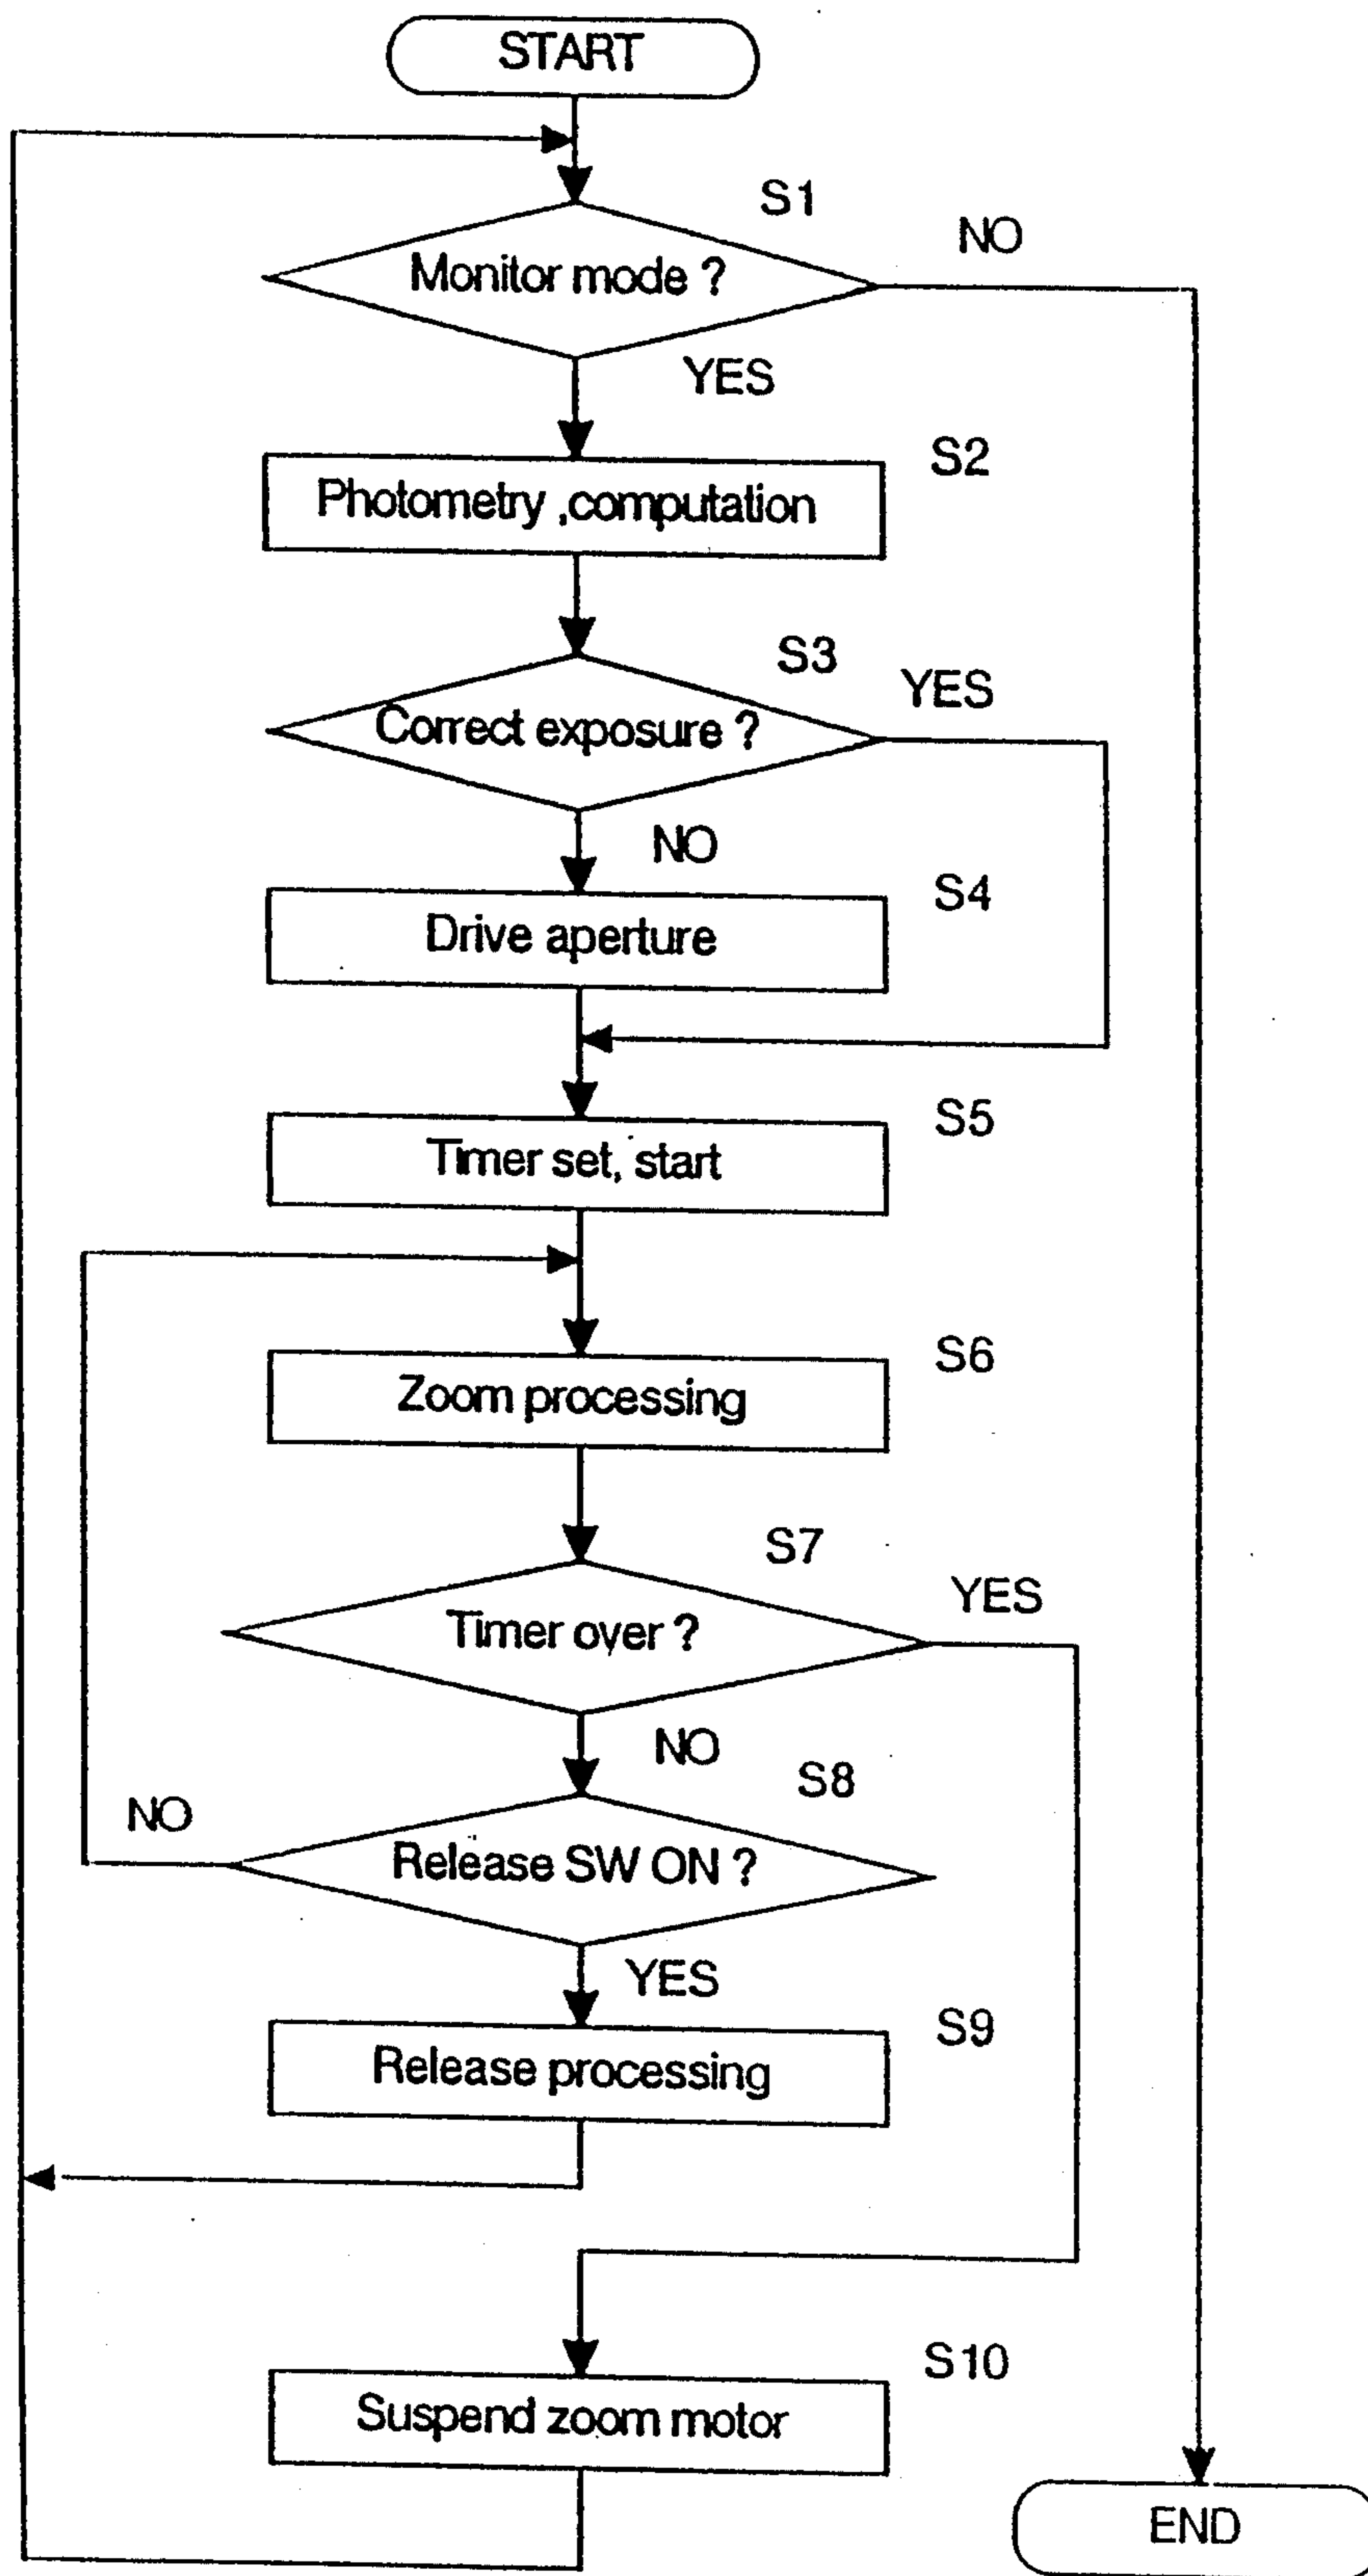 START
S1
NO
Monitor mode ?
YES
S2
Photometry ,computation
S3
YES
Correct exposure ?
NO
S4
Drive aperture
S5
Timer set, start
S6
Zoom processing
S7
YES
Timer over ?
NO
S8
NO
Release SW ON ?
YES
S9
Release processing
S10
Suspend zoom motor
END